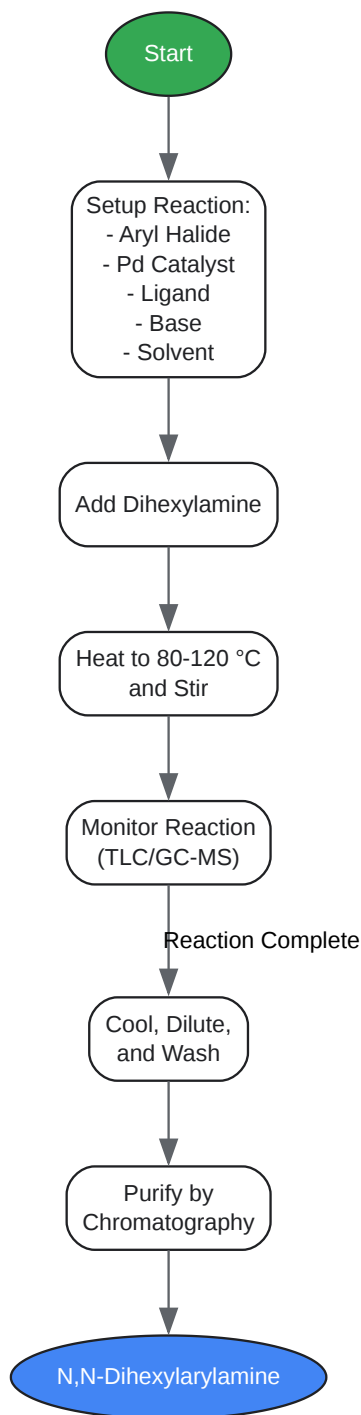 Start
Setup Reaction:
- Aryl Halide
- Pd Catalyst
- Ligand
- Base
- Solvent
Add Dihexylamine
Heat to 80-120 °C
and Stir
Monitor Reaction
(TLC/GC-MS)
Reaction Complete
Cool, Dilute,
and Wash
Purify by
Chromatography
N,N-Dihexylarylamine